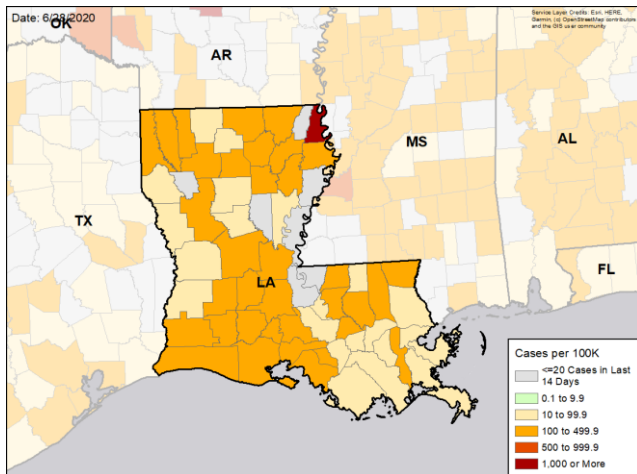 Date: 6/28/2020
Service Layer Credits: Esri, HERE,
Garmin, (c) OpenStreetMap contributors
and the GIS user community
OK
AR
MS
AL
TX
LA
FL
Cases per 100K
<=20 Cases in Last
14 Days
0.1 to 9.9
10 to 99.9
100 to 499.9
500 to 999.9
1,000 or More